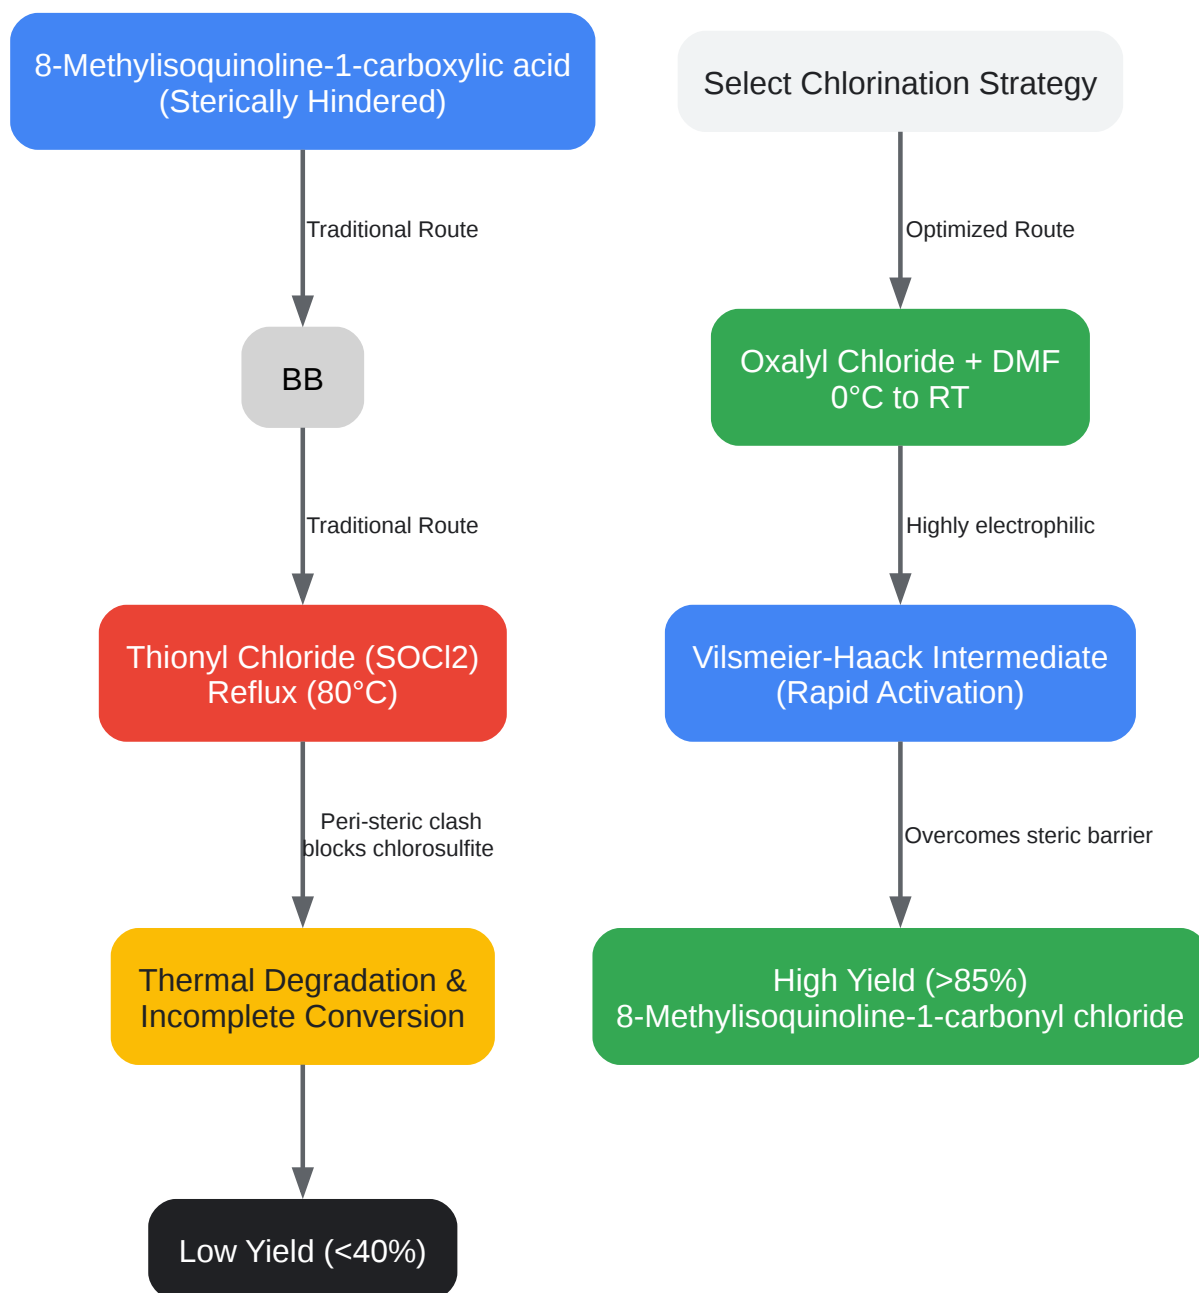 8-Methylisoquinoline-1-carboxylic acid
(Sterically Hindered)
Traditional Route
BB
Traditional Route
Thionyl Chloride (SOCl2)
Reflux (80°C)
Peri-steric clash
blocks chlorosulfite
Thermal Degradation &
Incomplete Conversion
Low Yield (<40%)
Select Chlorination Strategy
Optimized Route
Oxalyl Chloride + DMF
0°C to RT
Highly electrophilic
Vilsmeier-Haack Intermediate
(Rapid Activation)
Overcomes steric barrier
High Yield (>85%)
8-Methylisoquinoline-1-carbonyl chloride